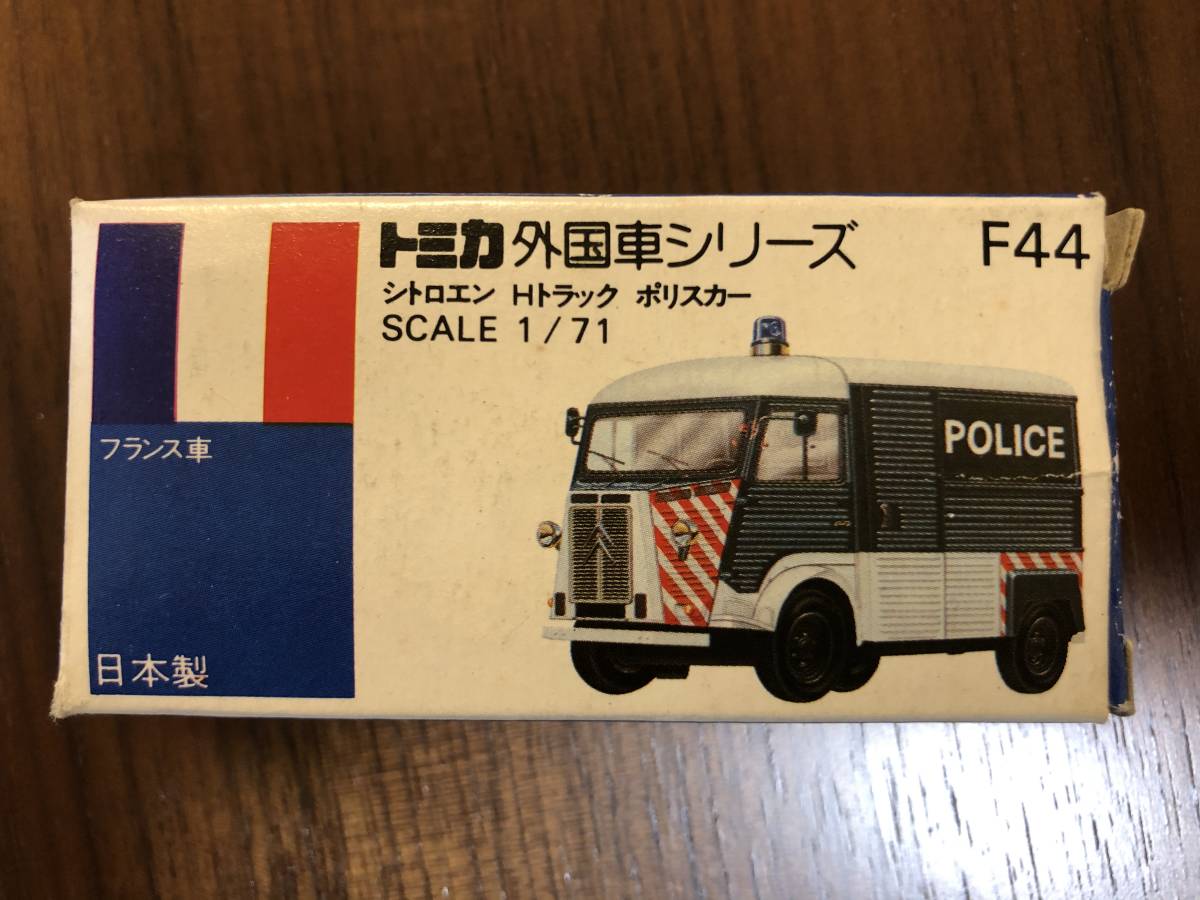 トミカ 外国車シリーズ F44
シトロエン Hトラック ポリスカー
SCALE 1/71
フランス車
POLICE
日本製